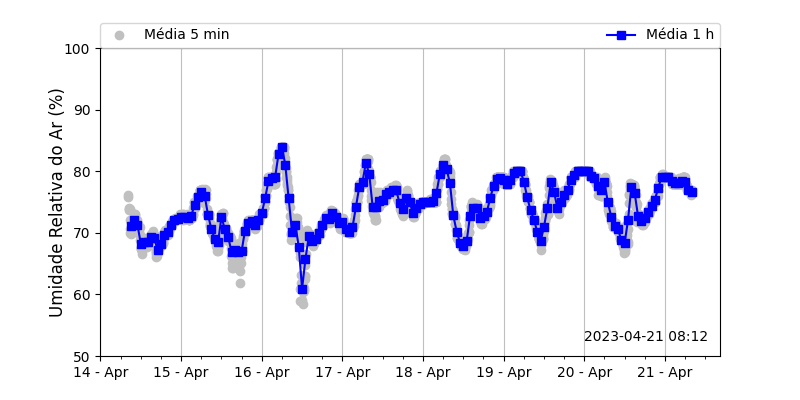 Média 5 min Média 1 h
Umidade Relativa do Ar (%)
100
90
80
70
60
50
2023-04-21 08:12
14 - Apr 15 - Apr 16 - Apr 17 - Apr 18 - Apr 19 - Apr 20 - Apr 21 - Apr